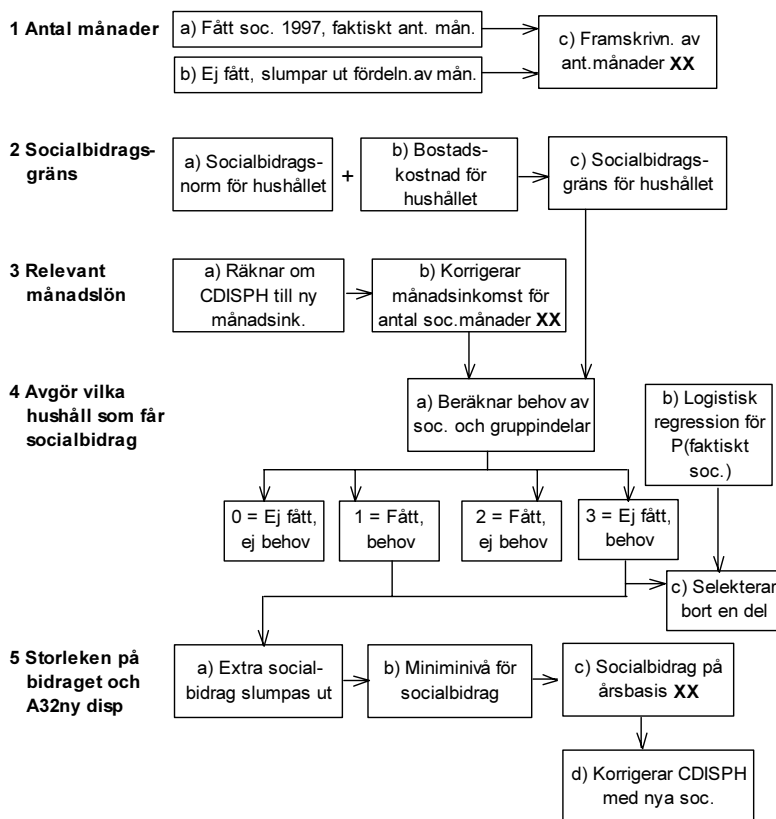 1 Antal månader
a) Fått soc. 1997, faktiskt ant. mån.
b) Ej fått, slumpar ut fördeln.av mån.
c) Framskrivn. av
ant.månader XX
2 Socialbidrags-
gräns
a) Socialbidrags-
norm för hushållet
+
b) Bostads-
kostnad för
hushållet
c) Socialbidrags-
gräns för hushållet
3 Relevant
månadslön
a) Räknar om
CDISPH till ny
månadsink.
b) Korrigerar
månadsinkomst för
antal soc.månader XX
4 Avgör vilka
hushåll som får
socialbidrag
a) Beräknar behov av
soc. och gruppindelar
b) Logistisk
regression för
P(faktiskt
soc.)
0 = Ej fått,
ej behov
1 = Fått,
behov
2 = Fått,
ej behov
3 = Ej fått,
behov
c) Selekterar
bort en del
5 Storleken på
bidraget och
A32ny disp
a) Extra social-
bidrag slumpas ut
b) Miniminivå för
socialbidrag
c) Socialbidrag på
årsbasis XX
d) Korrigerar CDISPH
med nya soc.